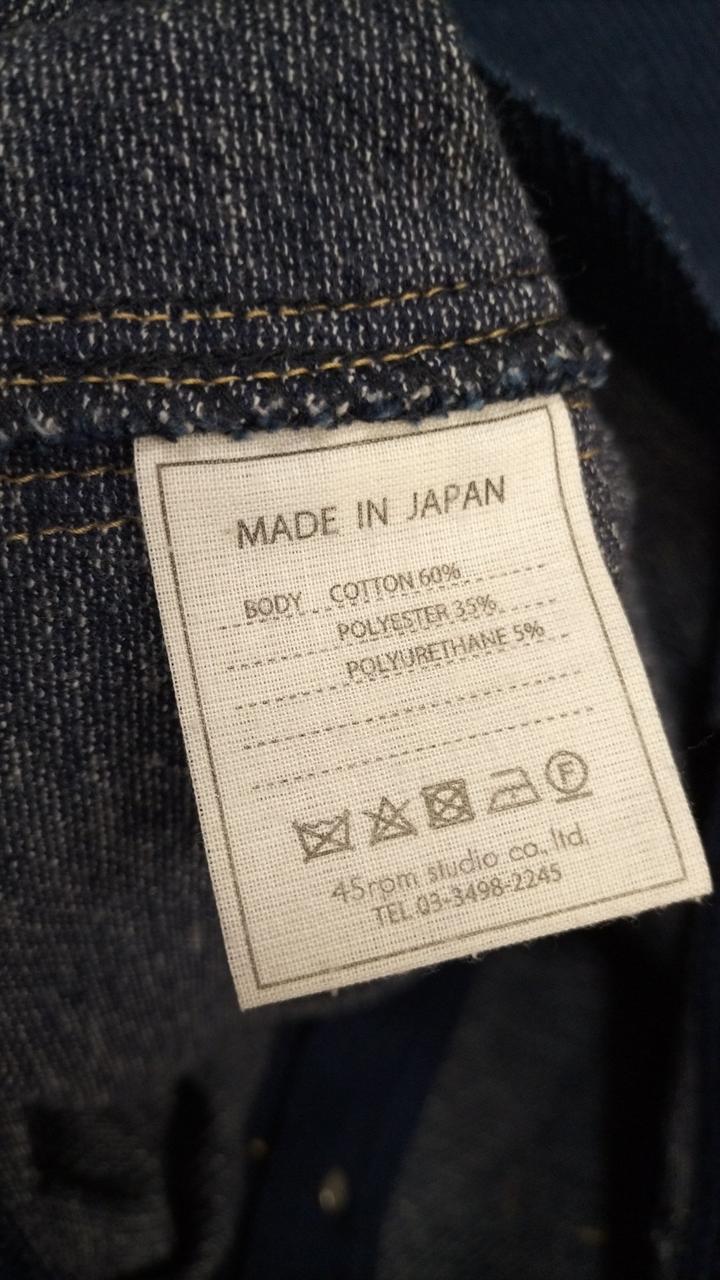 MADE IN JAPAN
BODY COTTON 60%
POLYESTER 35%
POLYURETHANE 5%
F
45rpm studio co., ltd.
TEL.03-3498-2245